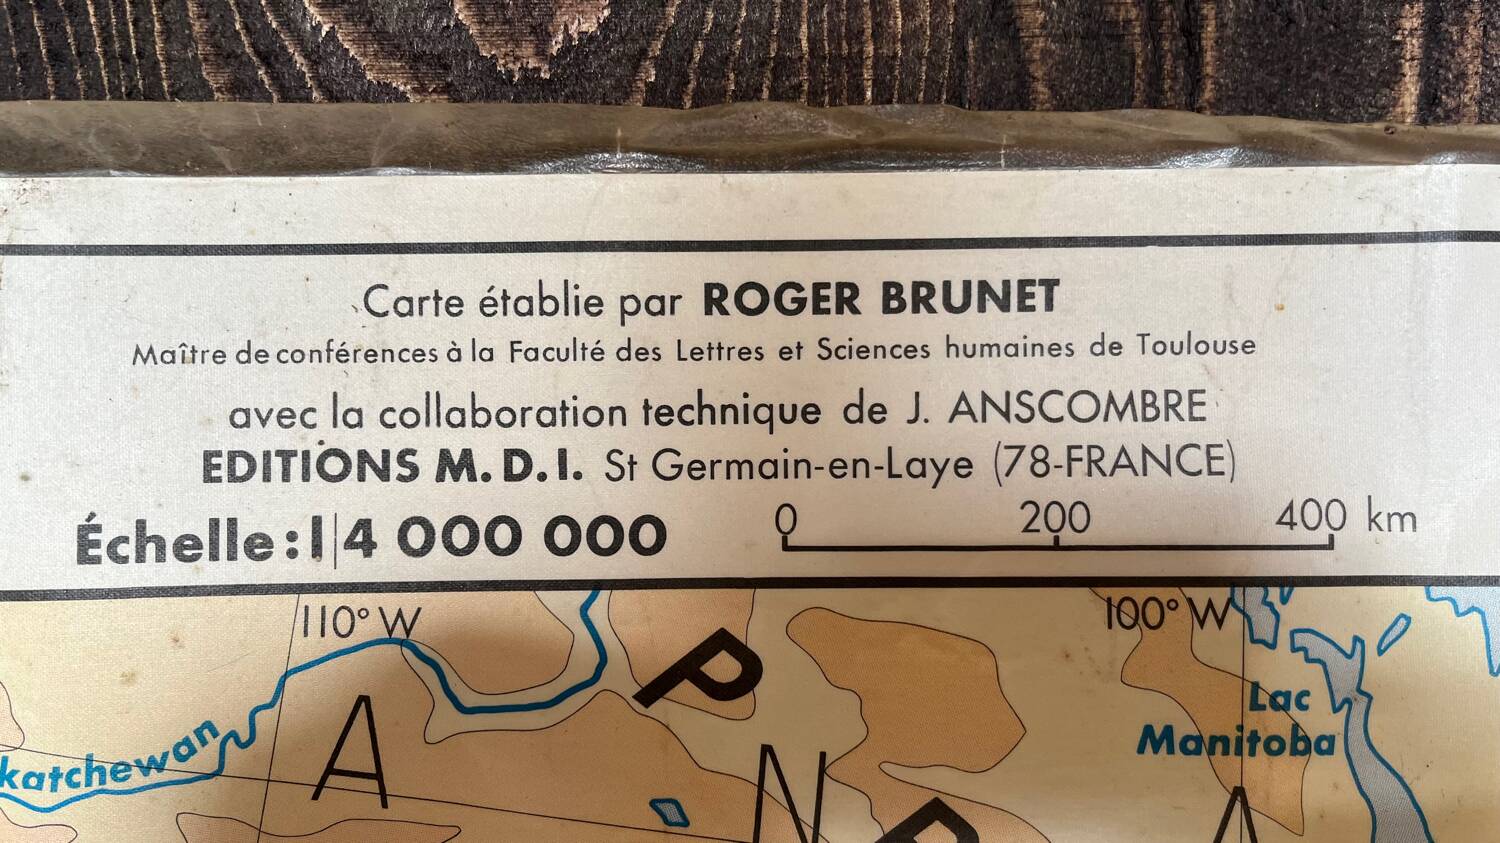 Carte établie par ROGER BRUNET
Maître de conférences à la Faculté des Lettres et Sciences humaines de Toulouse
avec la collaboration technique de J. ANSCOMBRE
EDITIONS M. D. I. St Germain-en-Laye (78-FRANCE)
Échelle : 1|4 000 000
0 200 400 km
110° W 100° W
P
Lac
Manitoba
katchewan
A
N
A